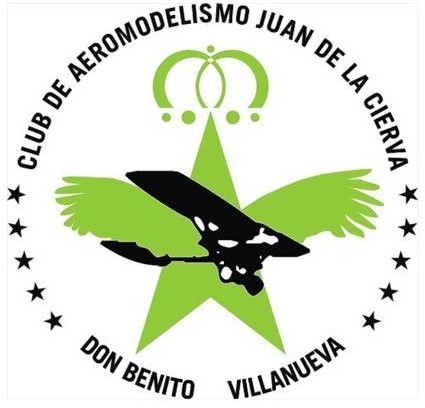 CLUB DE AEROMODELISMO JUAN DE LA CIERVA
DON BENITO VILLANUEVA